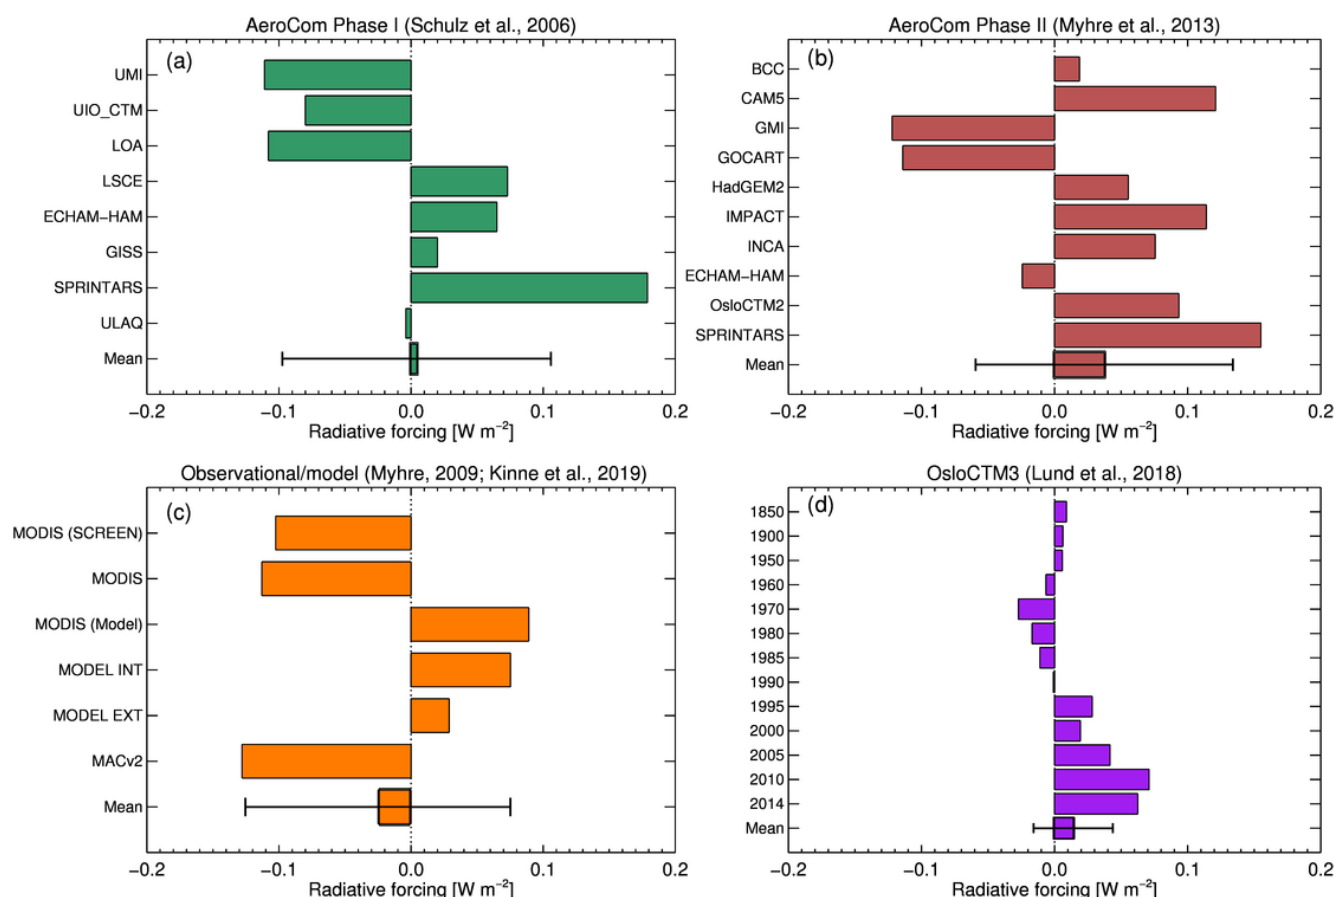 AeroCom Phase I (Schulz et al., 2006)
(a)
UMI
UIO_CTM
LOA
LSCE
ECHAM−HAM
GISS
SPRINTARS
ULAQ
Mean
−0.2 −0.1 0.0 0.1 0.2
Radiative forcing [W m⁻²]
AeroCom Phase II (Myhre et al., 2013)
(b)
BCC
CAM5
GMI
GOCART
HadGEM2
IMPACT
INCA
ECHAM−HAM
OsloCTM2
SPRINTARS
Mean
−0.2 −0.1 0.0 0.1 0.2
Radiative forcing [W m⁻²]
Observational/model (Myhre, 2009; Kinne et al., 2019)
(c)
MODIS (SCREEN)
MODIS
MODIS (Model)
MODEL INT
MODEL EXT
MACv2
Mean
−0.2 −0.1 0.0 0.1 0.2
Radiative forcing [W m⁻²]
OsloCTM3 (Lund et al., 2018)
(d)
1850
1900
1950
1960
1970
1980
1985
1990
1995
2000
2005
2010
2014
Mean
−0.2 −0.1 0.0 0.1 0.2
Radiative forcing [W m⁻²]